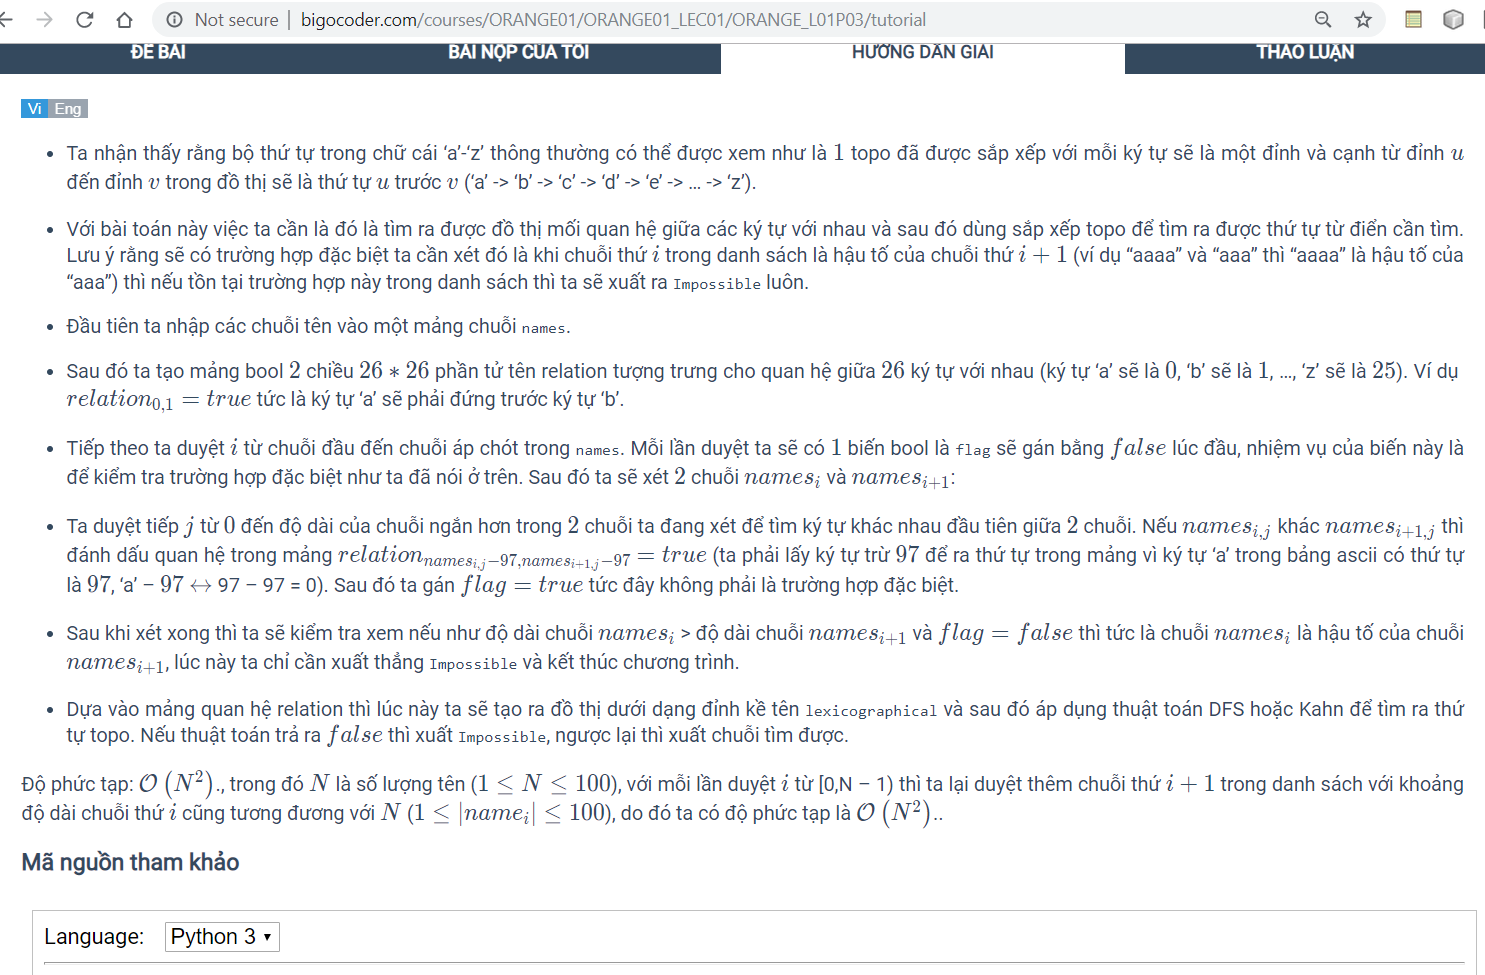 Not secure | bigocoder.com/courses/ORANGE01/ORANGE01_LEC01/ORANGE_L01P03/tutorial
ĐỀ BÀI BÀI NỘP CỦA TÔI HƯỚNG DẪN GIẢI THẢO LUẬN
Vi Eng
• Ta nhận thấy rằng bộ thứ tự trong chữ cái ‘a’-‘z’ thông thường có thể được xem như là 1 topo đã được sắp xếp với mỗi ký tự sẽ là một đỉnh và cạnh từ đỉnh u
đến đỉnh v trong đồ thị sẽ là thứ tự u trước v (‘a’ -> ‘b’ -> ‘c’ -> ‘d’ -> ‘e’ -> … -> ‘z’).
• Với bài toán này việc ta cần là đó là tìm ra được đồ thị mối quan hệ giữa các ký tự với nhau và sau đó dùng sắp xếp topo để tìm ra được thứ tự từ điển cần tìm.
Lưu ý rằng sẽ có trường hợp đặc biệt ta cần xét đó là khi chuỗi thứ i trong danh sách là hậu tố của chuỗi thứ i + 1 (ví dụ “aaaa” và “aaa” thì “aaaa” là hậu tố của
“aaa”) thì nếu tồn tại trường hợp này trong danh sách thì ta sẽ xuất ra Impossible luôn.
• Đầu tiên ta nhập các chuỗi tên vào một mảng chuỗi names.
• Sau đó ta tạo mảng bool 2 chiều 26 ∗ 26 phần tử tên relation tượng trưng cho quan hệ giữa 26 ký tự với nhau (ký tự ‘a’ sẽ là 0, ‘b’ sẽ là 1, …, ‘z’ sẽ là 25). Ví dụ
relation0,1 = true tức là ký tự ‘a’ sẽ phải đứng trước ký tự ‘b’.
• Tiếp theo ta duyệt i từ chuỗi đầu đến chuỗi áp chót trong names. Mỗi lần duyệt ta sẽ có 1 biến bool là flag sẽ gán bằng false lúc đầu, nhiệm vụ của biến này là
để kiểm tra trường hợp đặc biệt như ta đã nói ở trên. Sau đó ta sẽ xét 2 chuỗi namesi và namesi+1:
• Ta duyệt tiếp j từ 0 đến độ dài của chuỗi ngắn hơn trong 2 chuỗi ta đang xét để tìm ký tự khác nhau đầu tiên giữa 2 chuỗi. Nếu namesi,j khác namesi+1,j thì
đánh dấu quan hệ trong mảng relationnamesi,j−97,namesi+1,j−97 = true (ta phải lấy ký tự trừ 97 để ra thứ tự trong mảng vì ký tự ‘a’ trong bảng ascii có thứ tự
là 97, ‘a’ − 97 ↔ 97 − 97 = 0). Sau đó ta gán flag = true tức đây không phải là trường hợp đặc biệt.
• Sau khi xét xong thì ta sẽ kiểm tra xem nếu như độ dài chuỗi namesi > độ dài chuỗi namesi+1 và flag = false thì tức là chuỗi namesi là hậu tố của chuỗi
namesi+1, lúc này ta chỉ cần xuất thẳng Impossible và kết thúc chương trình.
• Dựa vào mảng quan hệ relation thì lúc này ta sẽ tạo ra đồ thị dưới dạng đỉnh kề tên lexicographical và sau đó áp dụng thuật toán DFS hoặc Kahn để tìm ra thứ
tự topo. Nếu thuật toán trả ra false thì xuất Impossible, ngược lại thì xuất chuỗi tìm được.
Độ phức tạp: O (N²)., trong đó N là số lượng tên (1 ≤ N ≤ 100), với mỗi lần duyệt i từ [0,N − 1) thì ta lại duyệt thêm chuỗi thứ i + 1 trong danh sách với khoảng
độ dài chuỗi thứ i cũng tương đương với N (1 ≤ |namei| ≤ 100), do đó ta có độ phức tạp là O (N²)..
Mã nguồn tham khảo
Language: Python 3